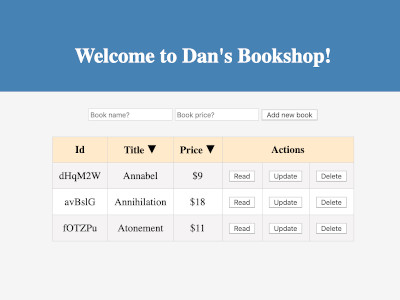 Welcome to Dan's Bookshop!
Book name? Book price? Add new book
Id Title ▼ Price ▼ Actions
dHqM2W Annabel $9 Read Update Delete
avBslG Annihilation $18 Read Update Delete
fOTZPu Atonement $11 Read Update Delete